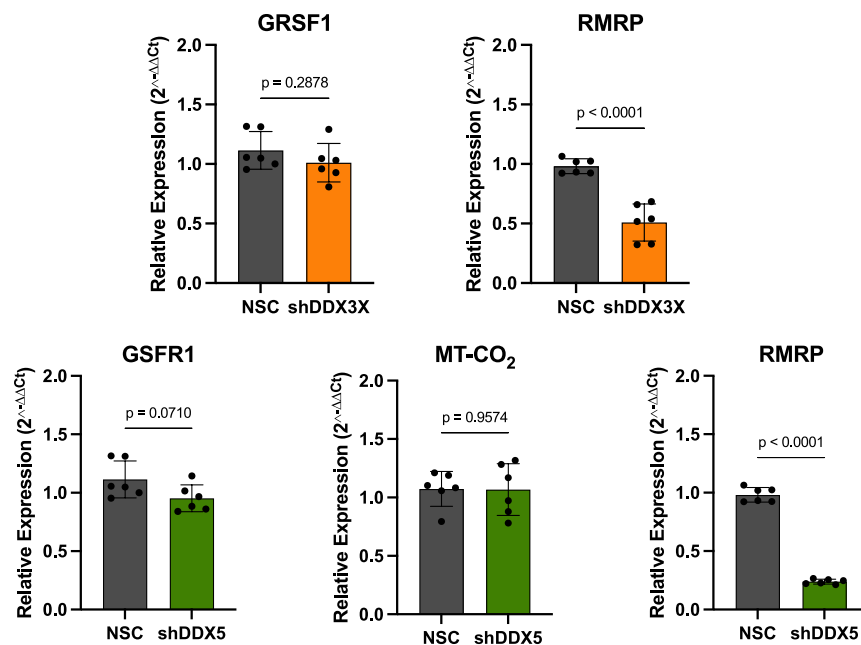 GRSF1
Relative Expression (2^-ΔΔCt)
2.0
1.5
1.0
0.5
0.0
p = 0.2878
NSC shDDX3X
RMRP
Relative Expression (2^-ΔΔCt)
2.0
1.5
1.0
0.5
0.0
p < 0.0001
NSC shDDX3X
GSFR1
Relative Expression (2^-ΔΔCt)
2.0
1.5
1.0
0.5
0.0
p = 0.0710
NSC shDDX5
MT-CO₂
Relative Expression (2^-ΔΔCt)
2.0
1.5
1.0
0.5
0.0
p = 0.9574
NSC shDDX5
RMRP
Relative Expression (2^-ΔΔCt)
2.0
1.5
1.0
0.5
0.0
p < 0.0001
NSC shDDX5